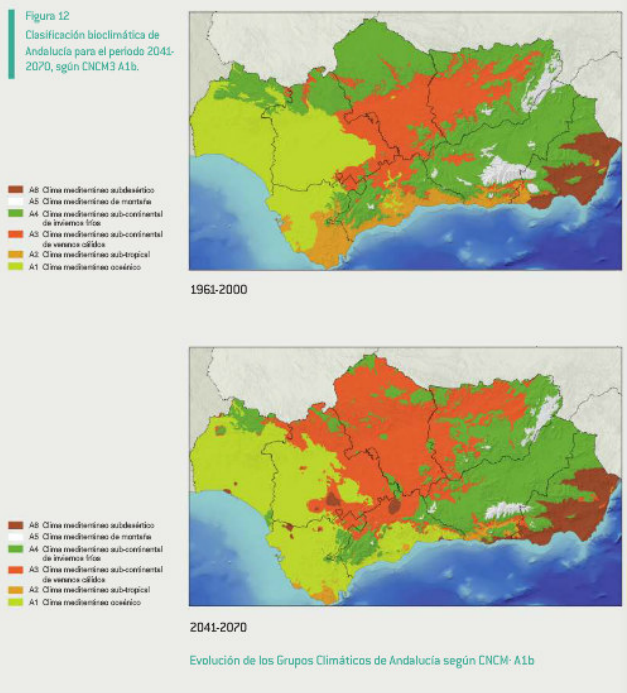 Figura 12
Clasificación bioclimática de
Andalucía para el periodo 2041-
2070, sgún CNCM3 A1b.
A6 Clima mediterráneo subdesértico
A5 Clima mediterráneo de montaña
A4 Clima mediterráneo sub-continental
de inviernos fríos
A3 Clima mediterráneo sub-continental
de veranos cálidos
A2 Clima mediterráneo sub-tropical
A1 Clima mediterráneo oceánico
1961-2000
A6 Clima mediterráneo subdesértico
A5 Clima mediterráneo de montaña
A4 Clima mediterráneo sub-continental
de inviernos fríos
A3 Clima mediterráneo sub-continental
de veranos cálidos
A2 Clima mediterráneo sub-tropical
A1 Clima mediterráneo oceánico
2041-2070
Evolución de los Grupos Climáticos de Andalucía según CNCM- A1b